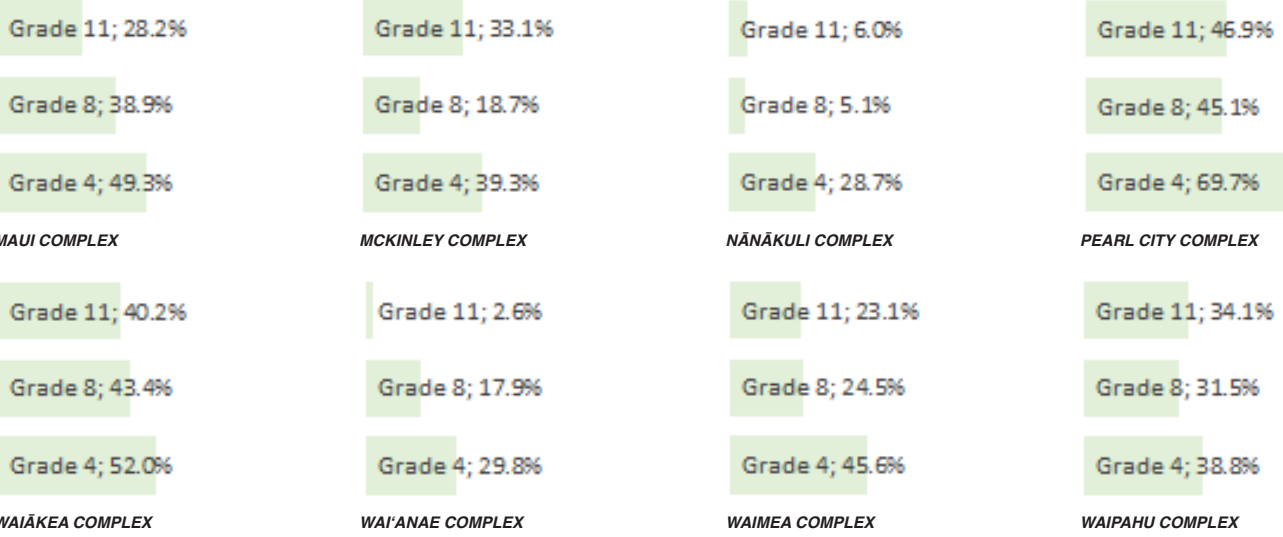 Grade 11; 28.2%
Grade 8; 38.9%
Grade 4; 49.3%
MAUI COMPLEX
Grade 11; 33.1%
Grade 8; 18.7%
Grade 4; 39.3%
MCKINLEY COMPLEX
Grade 11; 6.0%
Grade 8; 5.1%
Grade 4; 28.7%
NĀNĀKULI COMPLEX
Grade 11; 46.9%
Grade 8; 45.1%
Grade 4; 69.7%
PEARL CITY COMPLEX
Grade 11; 40.2%
Grade 8; 43.4%
Grade 4; 52.0%
WAIĀKEA COMPLEX
Grade 11; 2.6%
Grade 8; 17.9%
Grade 4; 29.8%
WAI‘ANAE COMPLEX
Grade 11; 23.1%
Grade 8; 24.5%
Grade 4; 45.6%
WAIMEA COMPLEX
Grade 11; 34.1%
Grade 8; 31.5%
Grade 4; 38.8%
WAIPAHU COMPLEX